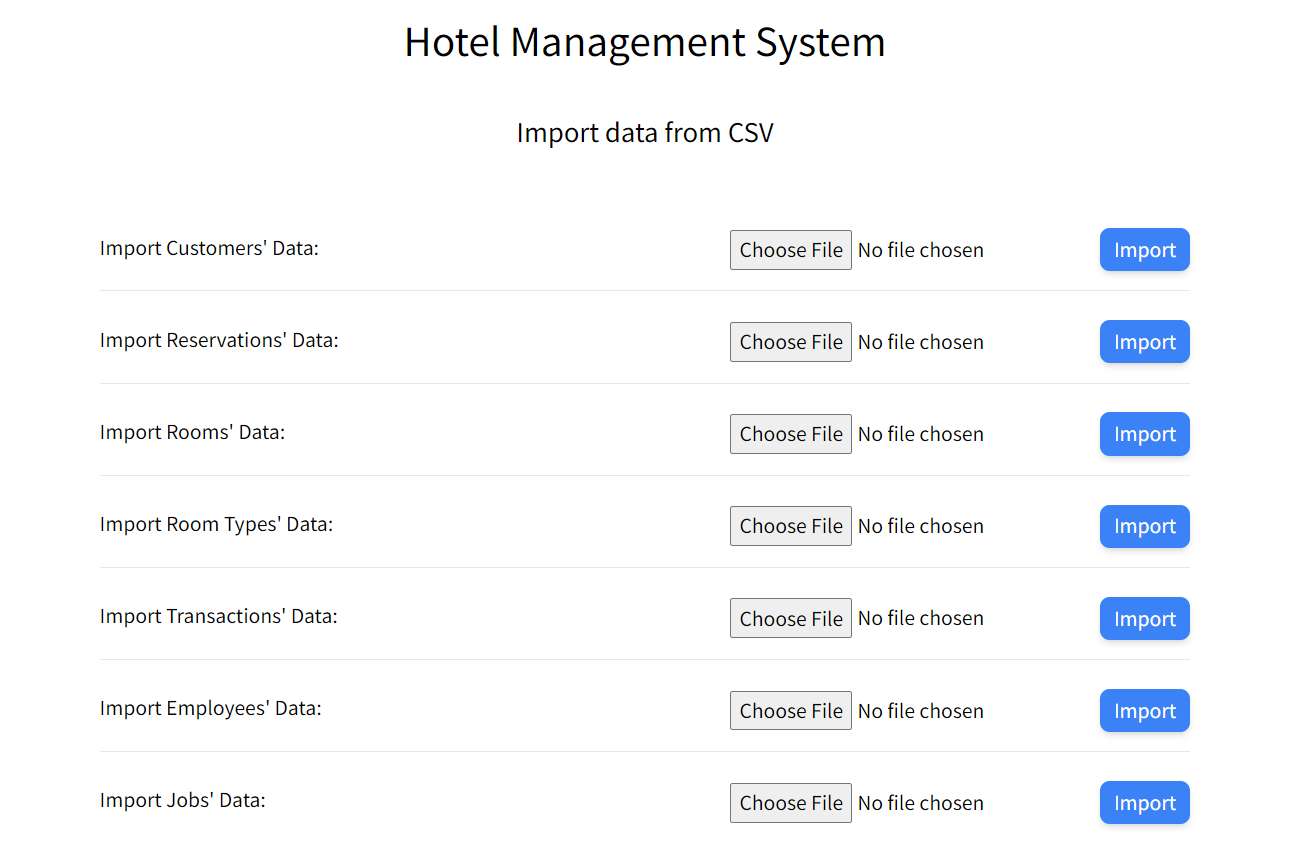 Hotel Management System
Import data from CSV
Import Customers' Data: Choose File No file chosen Import
Import Reservations' Data: Choose File No file chosen Import
Import Rooms' Data: Choose File No file chosen Import
Import Room Types' Data: Choose File No file chosen Import
Import Transactions' Data: Choose File No file chosen Import
Import Employees' Data: Choose File No file chosen Import
Import Jobs' Data: Choose File No file chosen Import